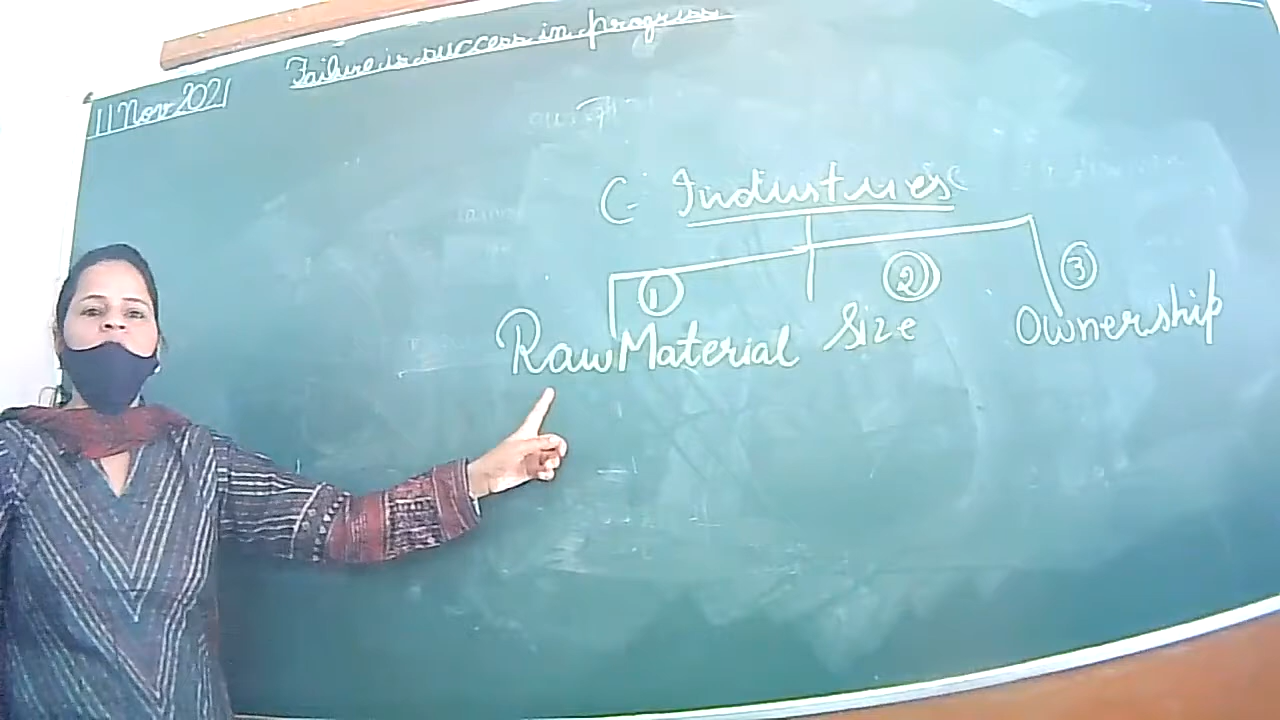 Failure is success in progress
11 Nov 2021
C- Industries
1 2 3
Raw Material Size Ownership